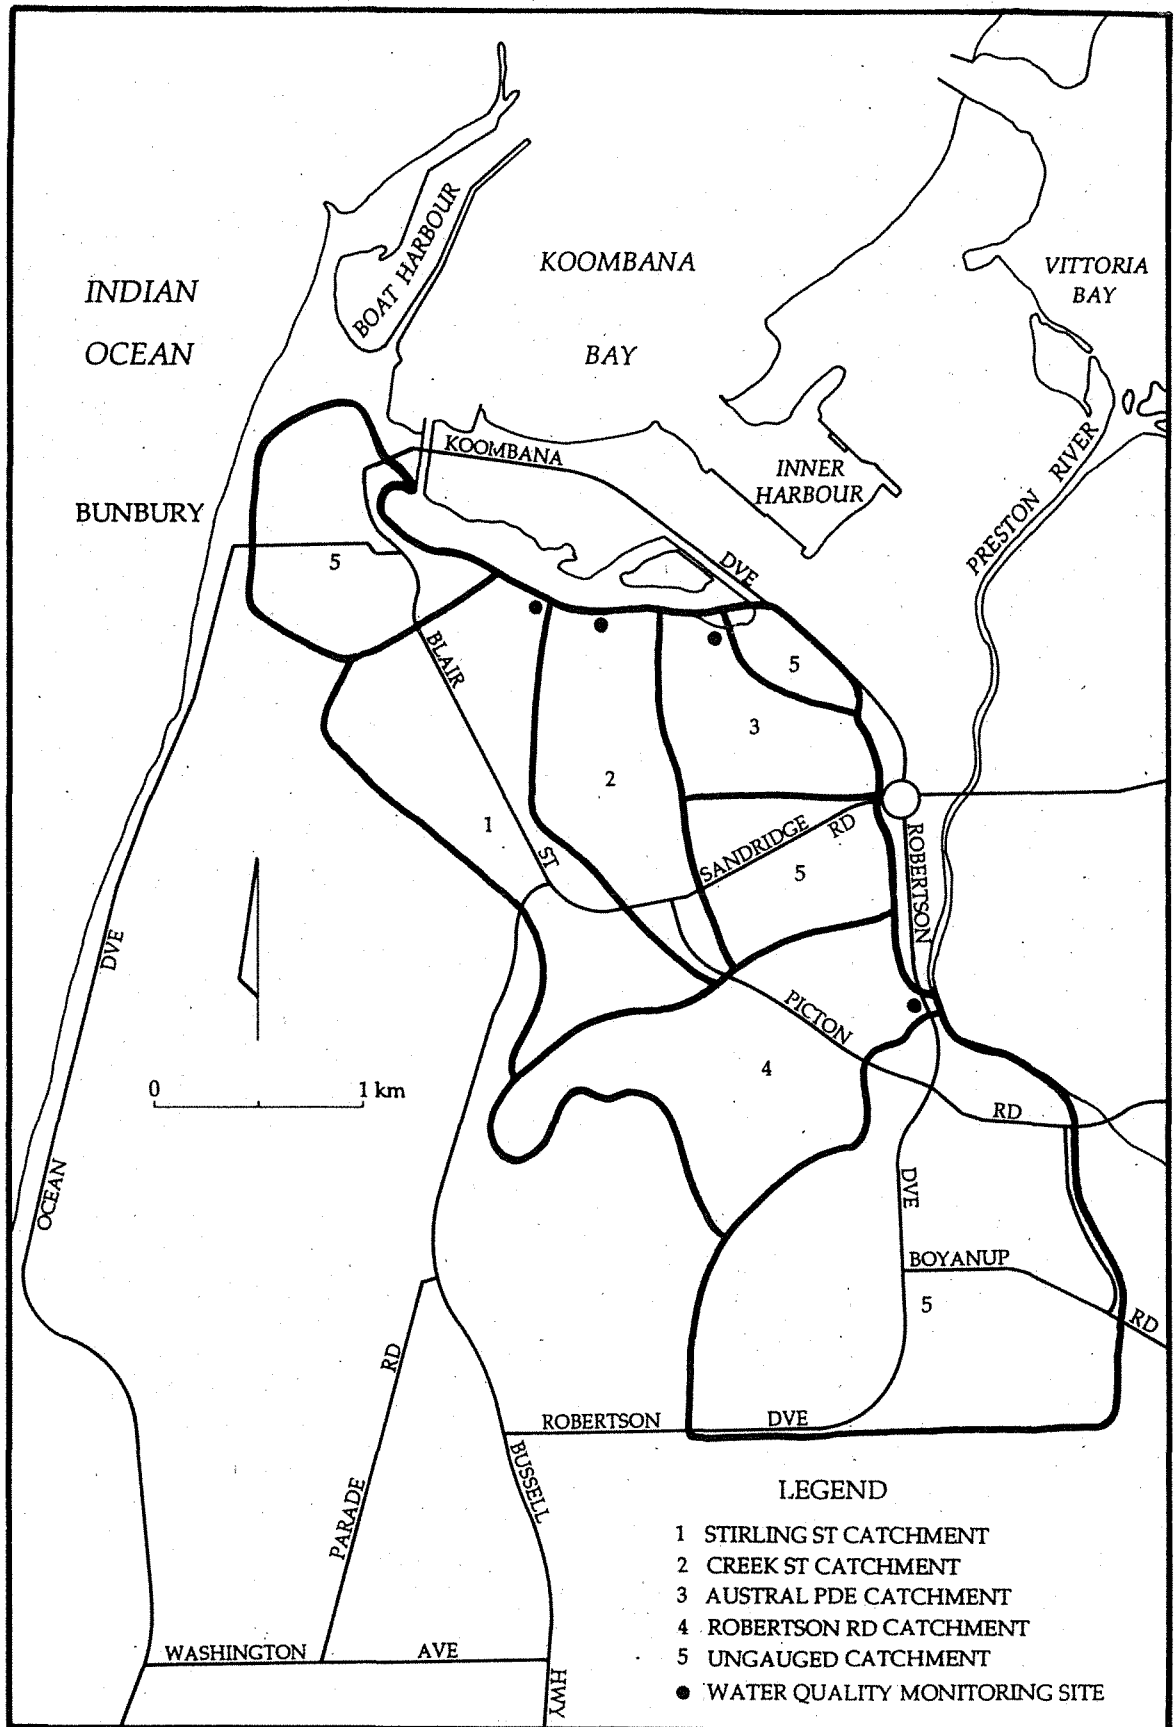 KOOMBANA
BAY
INDIAN
OCEAN
BOAT HARBOUR
VITTORIA
BAY
KOOMBANA
DVE
INNER
HARBOUR
PRESTON RIVER
BUNBURY
5
BLAIR
ST
5
3
2
1
SANDRIDGE RD
5
ROBERTSON
DVE
OCEAN
PICTON
RD
4
0 1 km
DVE
BOYANUP
RD
5
PARADE RD
ROBERTSON DVE
BUSSELL
HWY
WASHINGTON AVE
LEGEND
1 STIRLING ST CATCHMENT
2 CREEK ST CATCHMENT
3 AUSTRAL PDE CATCHMENT
4 ROBERTSON RD CATCHMENT
5 UNGAUGED CATCHMENT
● WATER QUALITY MONITORING SITE